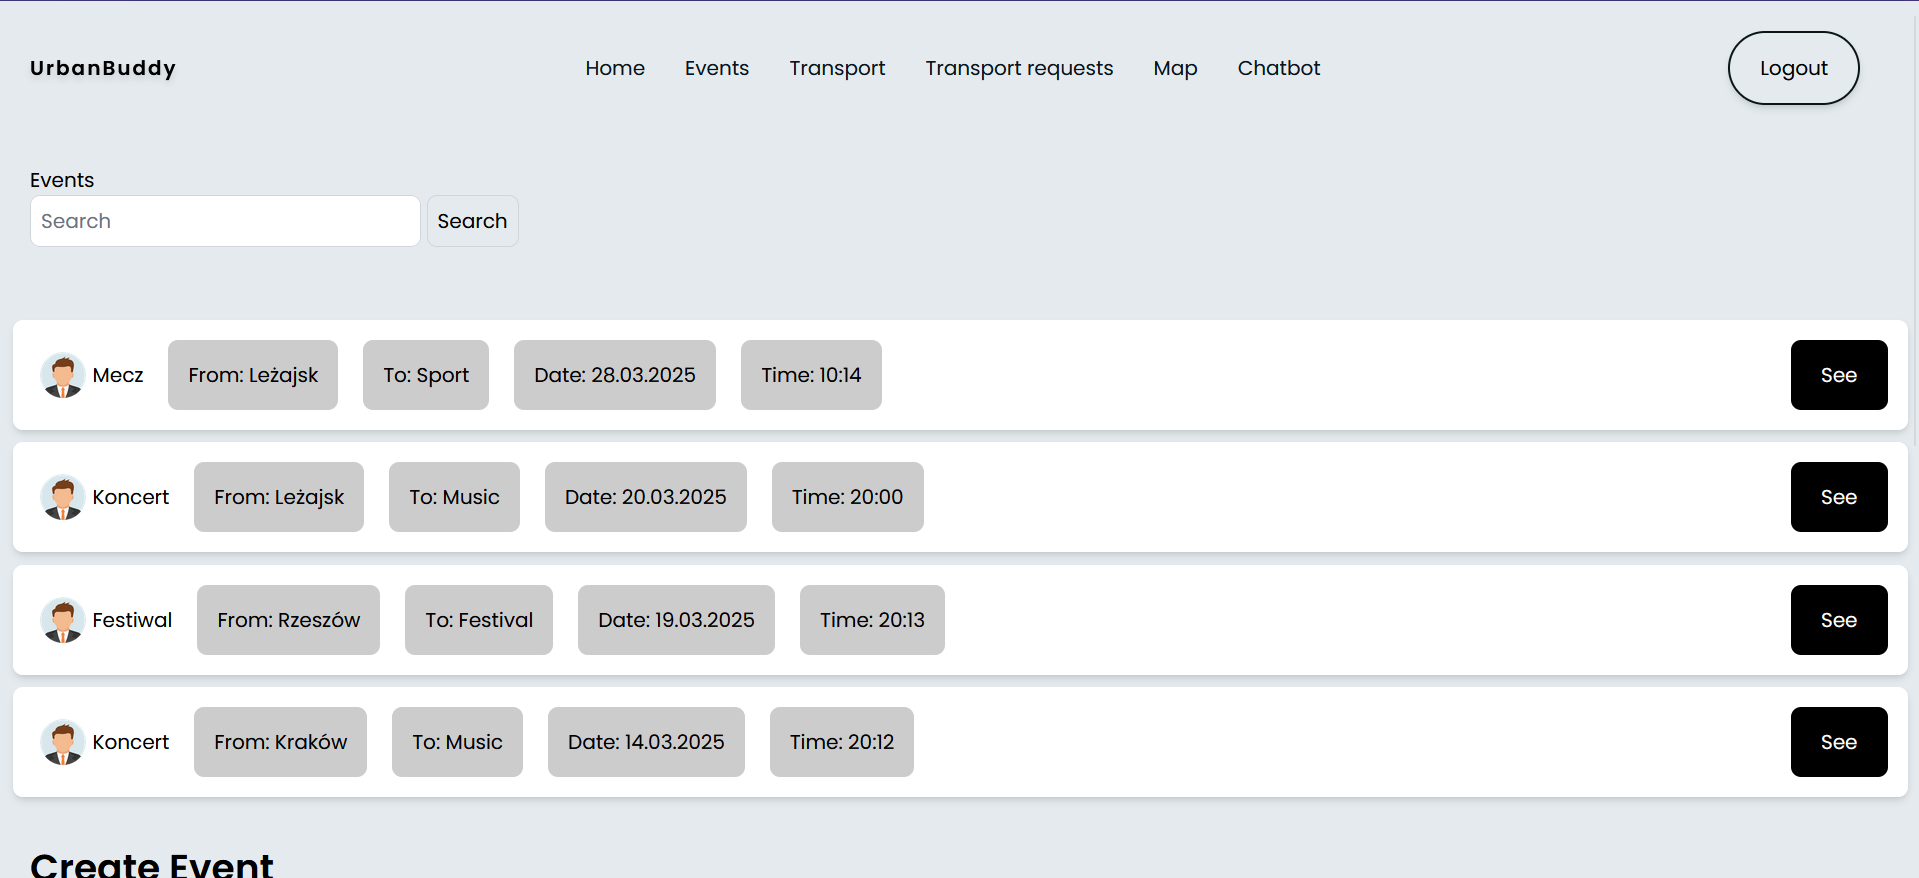 UrbanBuddy Home Events Transport Transport requests Map Chatbot Logout
Events
Search Search
Mecz From: Leżajsk To: Sport Date: 28.03.2025 Time: 10:14 See
Koncert From: Leżajsk To: Music Date: 20.03.2025 Time: 20:00 See
Festiwal From: Rzeszów To: Festival Date: 19.03.2025 Time: 20:13 See
Koncert From: Kraków To: Music Date: 14.03.2025 Time: 20:12 See
Create Event